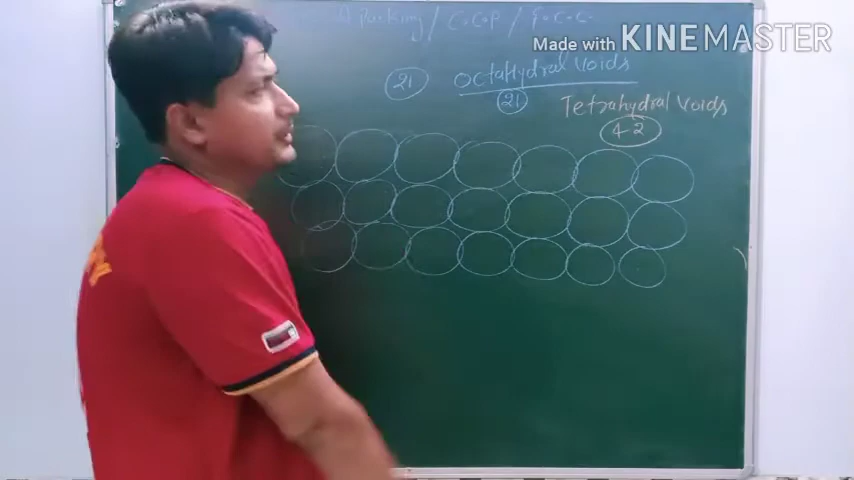 Packing / C.C.P / F.C.C.
Made with KINEMASTER
21 Octahydral voids
21
Tetrahydral voids
42